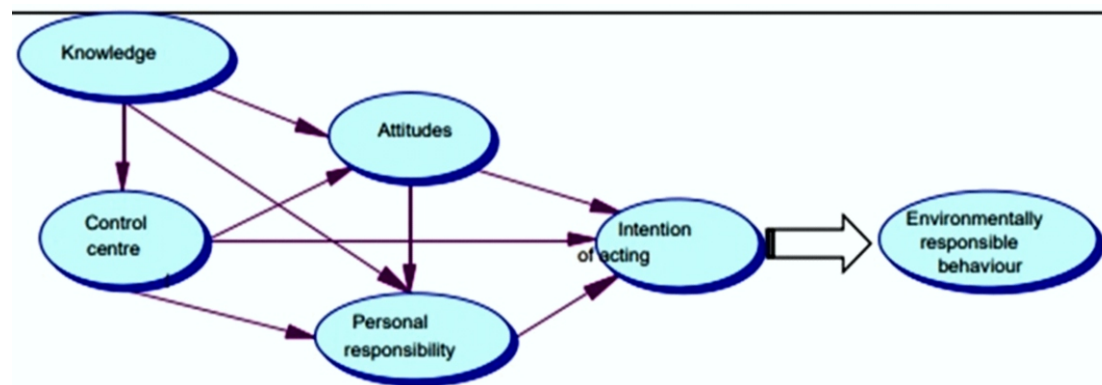 Knowledge
Attitudes
Control
centre
Intention
of acting
Environmentally
responsible
behaviour
Personal
responsibility